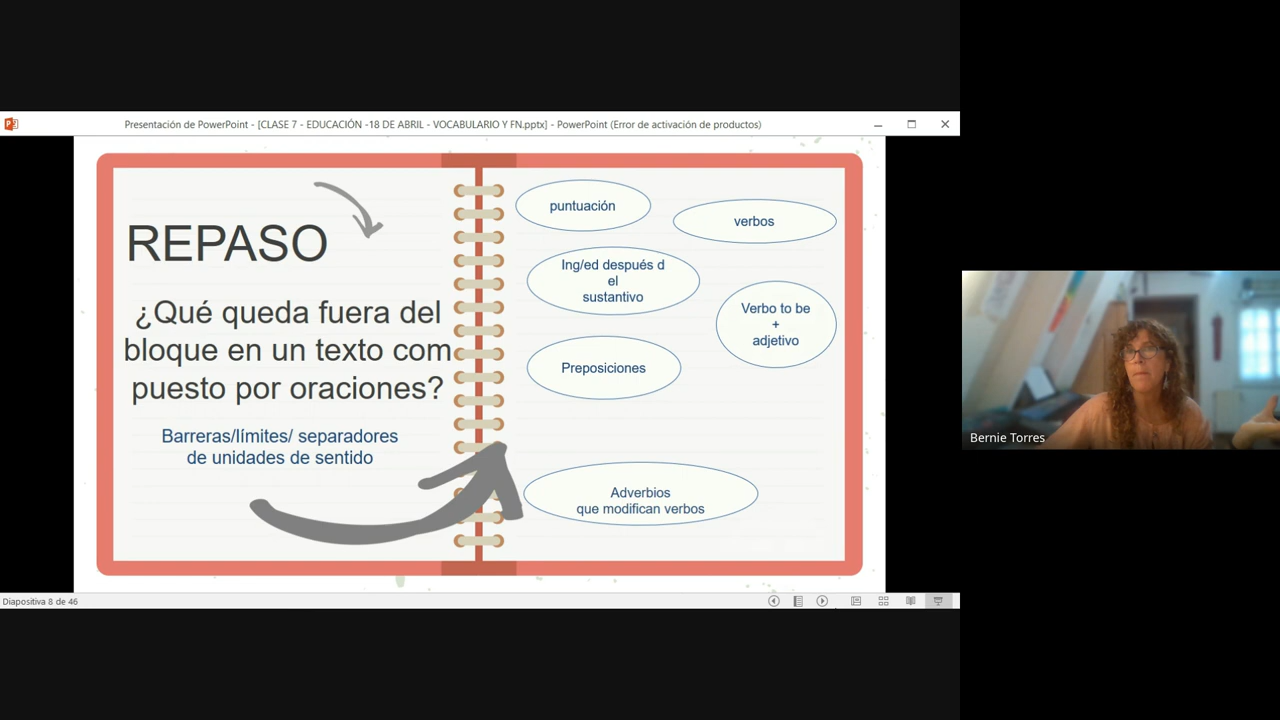 Presentación de PowerPoint - [CLASE 7 - EDUCACIÓN -18 DE ABRIL - VOCABULARIO Y FN.pptx] - PowerPoint (Error de activación de productos)
REPASO
¿Qué queda fuera del
bloque en un texto com
puesto por oraciones?
Barreras/límites/ separadores
de unidades de sentido
puntuación
verbos
Ing/ed después d
el
sustantivo
Verbo to be
+
adjetivo
Preposiciones
Adverbios
que modifican verbos
Bernie Torres
Diapositiva 8 de 46